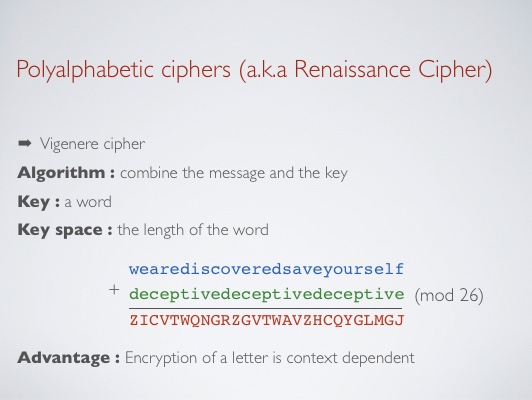 Polyalphabetic ciphers (a.k.a Renaissance Cipher)
➡ Vigenere cipher
Algorithm : combine the message and the key
Key : a word
Key space : the length of the word
wearediscoveredsaveyourself
+ deceptivedeceptivedeceptive (mod 26)
ZICVTWQNGRZGVTWAVZHCQYGLMGJ
Advantage : Encryption of a letter is context dependent